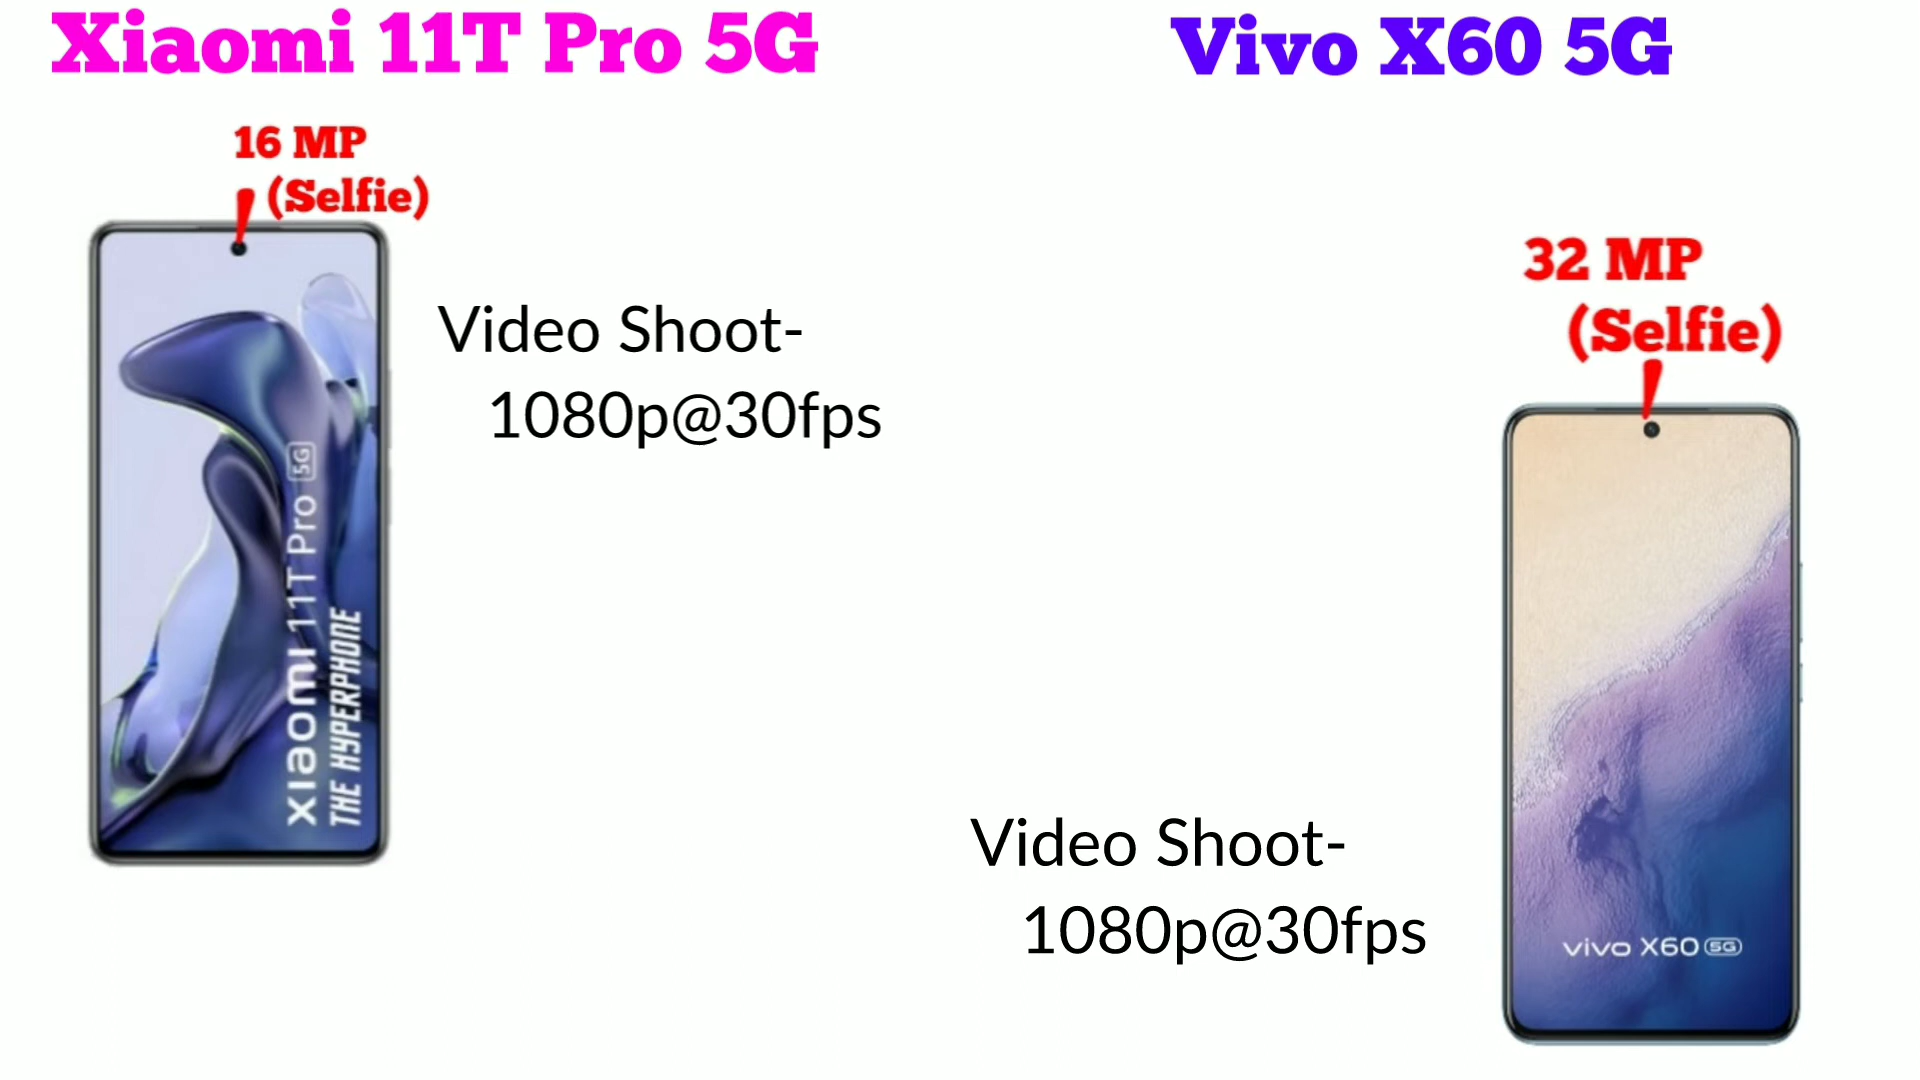 Xiaomi 11T Pro 5G
16 MP
(Selfie)
Video Shoot-
1080p@30fps
Xiaomi 11T Pro 5G
THE HYPERPHONE
Vivo X60 5G
32 MP
(Selfie)
Video Shoot-
1080p@30fps
vivo X60 5G